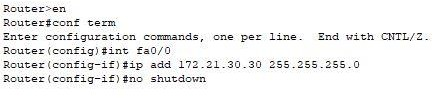 Router>en
Router#conf term
Enter configuration commands, one per line.  End with CNTL/Z.
Router(config)#int fa0/0
Router(config-if)#ip add 172.21.30.30 255.255.255.0
Router(config-if)#no shutdown